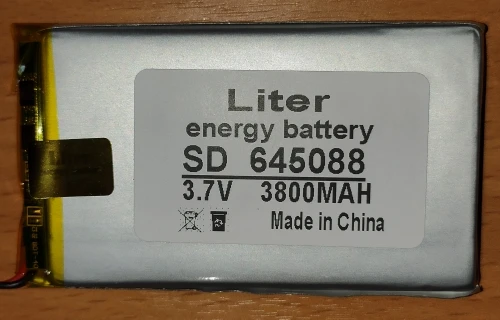 Liter
energy battery
SD 645088
3.7V 3800MAH
Made in China